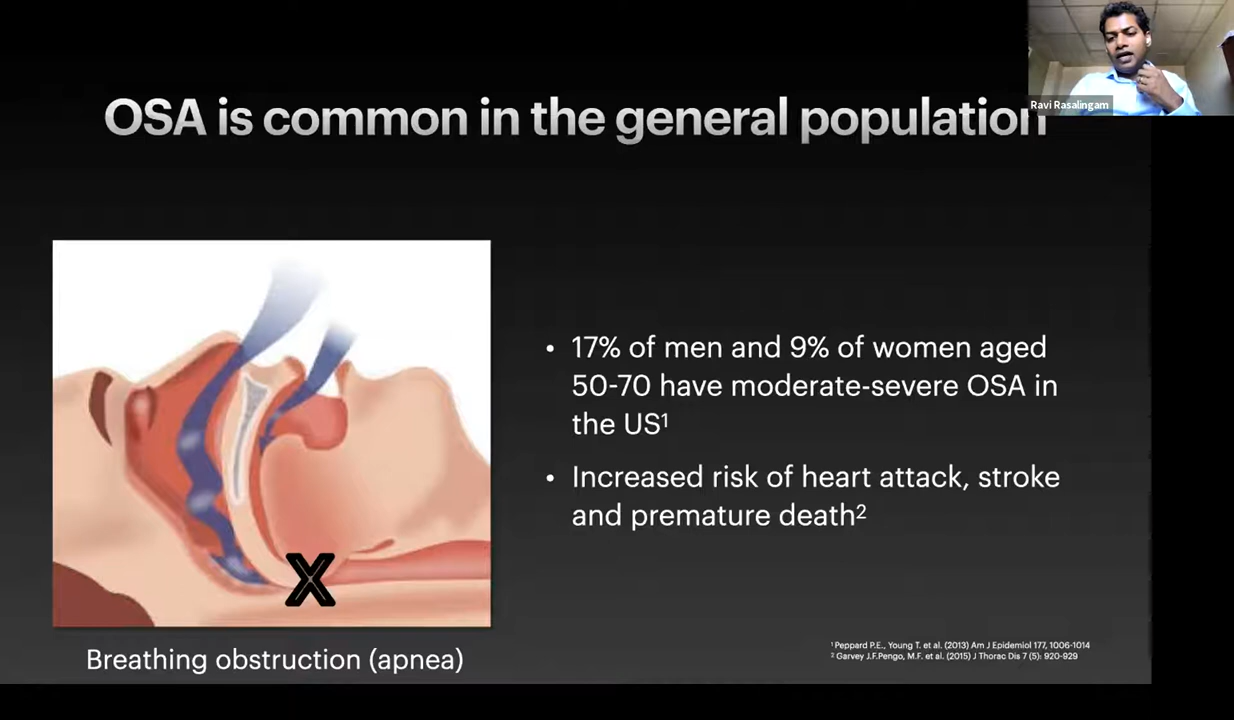 Ravi Rasalingam
OSA is common in the general population
• 17% of men and 9% of women aged
50-70 have moderate-severe OSA in
the US¹
• Increased risk of heart attack, stroke
and premature death²
X
Breathing obstruction (apnea)
¹ Peppard P.E., Young T. et al. (2013) Am J Epidemiol 177, 1006-1014
² Garvey J.F.Pengo, M.F. et al. (2015) J Thorac Dis 7 (5): 920-929